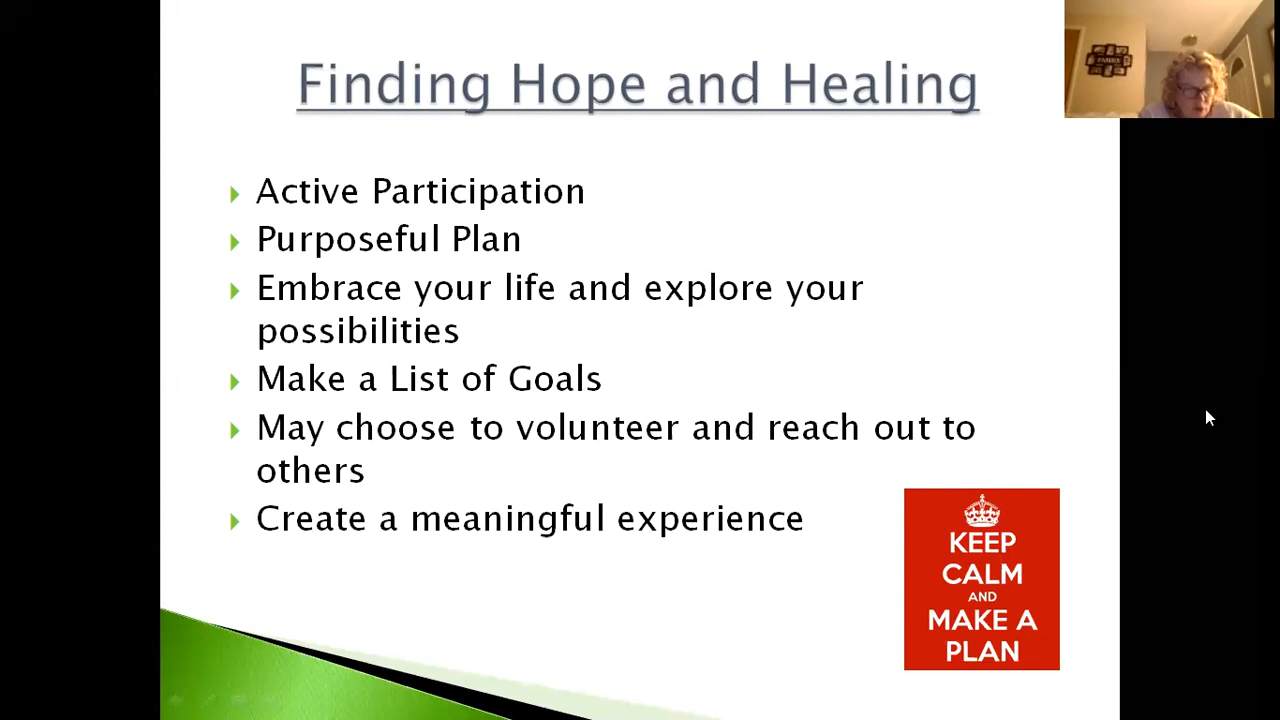 Finding Hope and Healing
Active Participation
Purposeful Plan
Embrace your life and explore your
possibilities
Make a List of Goals
May choose to volunteer and reach out to
others
Create a meaningful experience
KEEP
CALM
AND
MAKE A
PLAN